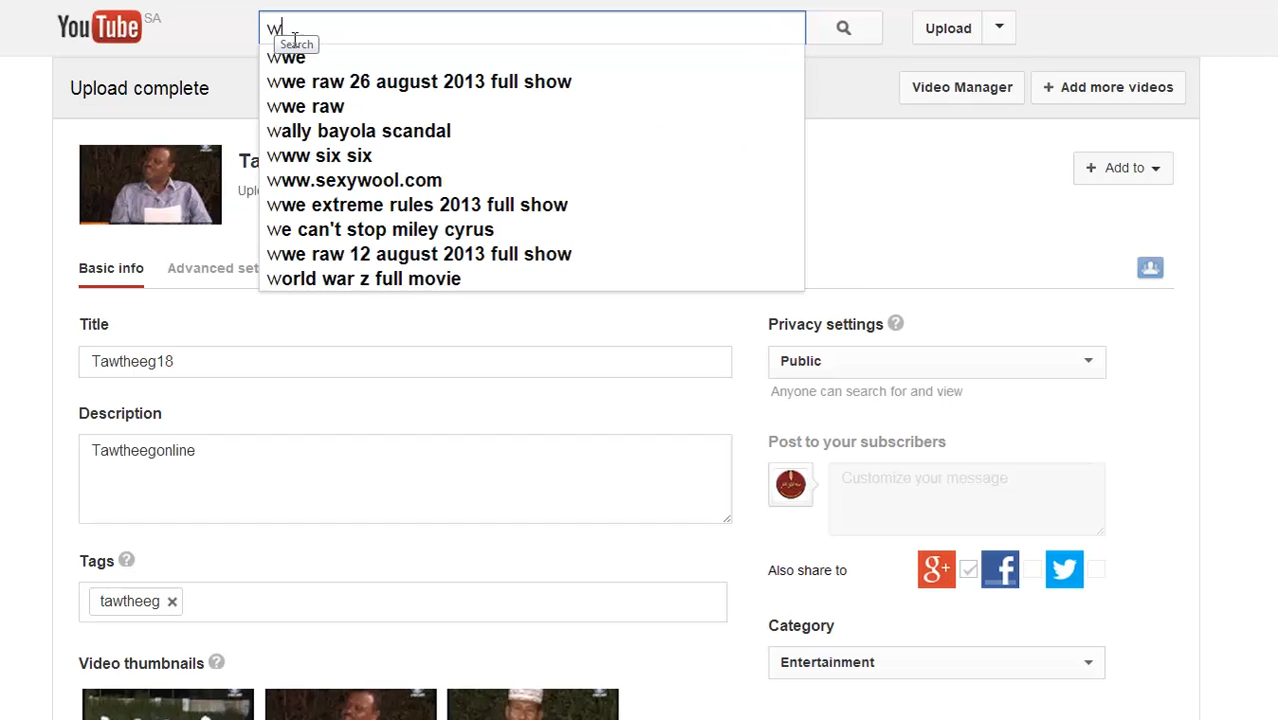 YouTube SA
w
Upload
Search
wwe
wwe raw 26 august 2013 full show
wwe raw
wally bayola scandal
www six six
www.sexywool.com
wwe extreme rules 2013 full show
we can't stop miley cyrus
wwe raw 12 august 2013 full show
world war z full movie
Upload complete
Video Manager
+ Add more videos
Ta
Uplo
+ Add to
Basic info
Advanced set
Title
Tawtheeg18
Description
Tawtheegonline
Tags ?
tawtheeg x
Video thumbnails ?
Privacy settings ?
Public
Anyone can search for and view
Post to your subscribers
Customize your message
Also share to
g+
f
Category
Entertainment